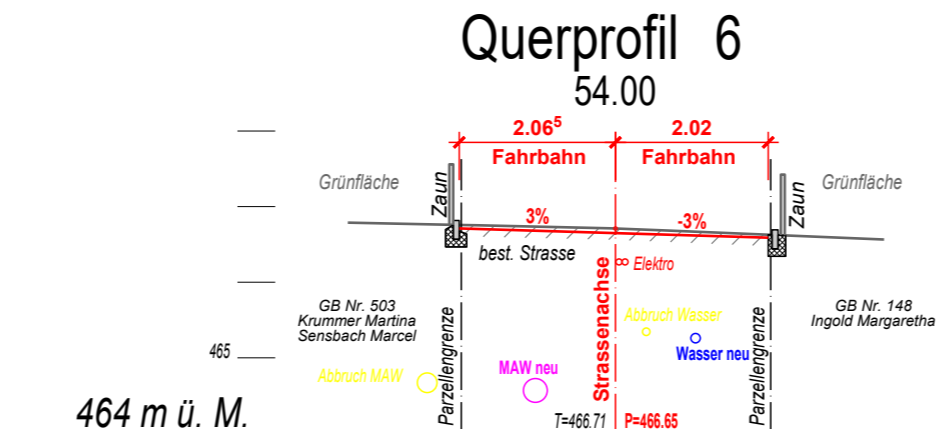 Querprofil 6
54.00
2.06⁵
2.02
Fahrbahn
Fahrbahn
Grünfläche
Zaun
Zaun
Grünfläche
3%
-3%
best. Strasse
Elektro
Strassenachse
GB Nr. 503
Krummer Martina
Sensbach Marcel
Parzellengrenze
Abbruch Wasser
Wasser neu
Parzellengrenze
GB Nr. 148
Ingold Margaretha
465
Abbruch MAW
MAW neu
464 m ü. M.
T=466.71
P=466.65